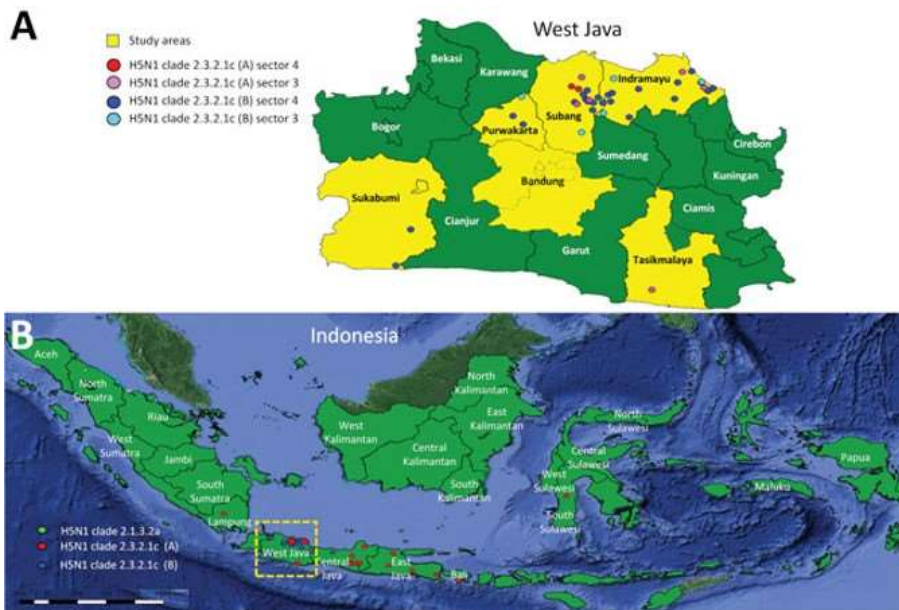 A
West Java
Study areas
H5N1 clade 2.3.2.1c (A) sector 4
H5N1 clade 2.3.2.1c (A) sector 3
H5N1 clade 2.3.2.1c (B) sector 4
H5N1 clade 2.3.2.1c (B) sector 3
Bekasi
Karawang
Indramayu
Bogor
Purwakarta
Subang
Cirebon
Sumedang
Kuningan
Bandung
Sukabumi
Ciamis
Cianjur
Garut
Tasikmalaya
B
Indonesia
Aceh
North
Sumatra
Riau
West
Sumatra
Jambi
South
Sumatra
Lampung
North
Kalimantan
West
Kalimantan
East
Kalimantan
Central
Kalimantan
South
Kalimantan
North
Sulawesi
Central
Sulawesi
West
Sulawesi
South
Sulawesi
Maluku
Papua
H5N1 clade 2.1.3.2a
H5N1 clade 2.3.2.1c (A)
H5N1 clade 2.3.2.1c (B)
West Java
Central
Java
East
Java
Bali